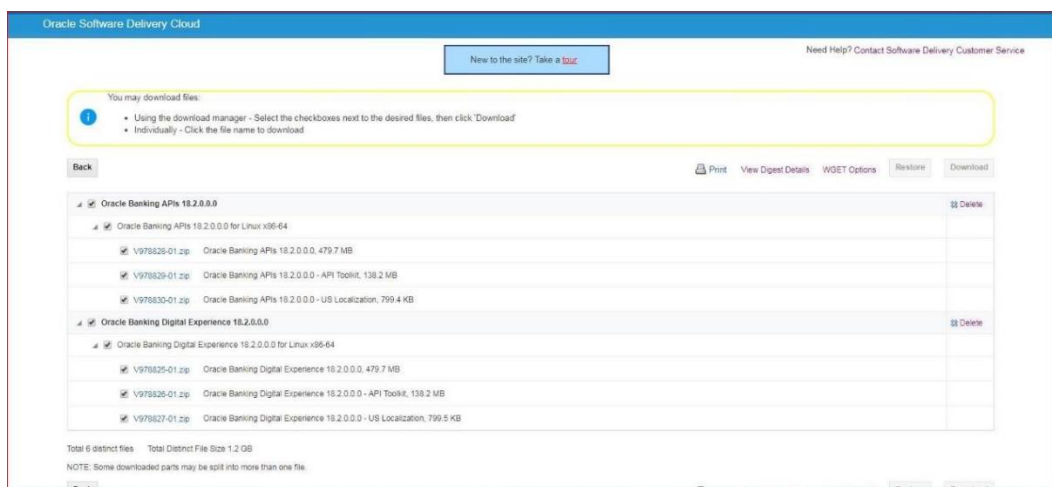 Oracle Software Delivery Cloud
Need Help? Contact Software Delivery Customer Service
New to the site? Take a tour
You may download files:
Using the download manager - Select the checkboxes next to the desired files, then click 'Download'
Individually - Click the file name to download
Back
Print View Digest Details WGET Options Restore Download
Oracle Banking APIs 18.2.0.0.0 Delete
Oracle Banking APIs 18.2.0.0.0 for Linux x86-64
V978828-01.zip Oracle Banking APIs 18.2.0.0.0, 479.7 MB
V978829-01.zip Oracle Banking APIs 18.2.0.0.0 - API Toolkit, 138.2 MB
V978830-01.zip Oracle Banking APIs 18.2.0.0.0 - US Localization, 799.4 KB
Oracle Banking Digital Experience 18.2.0.0.0 Delete
Oracle Banking Digital Experience 18.2.0.0.0 for Linux x86-64
V978825-01.zip Oracle Banking Digital Experience 18.2.0.0.0, 479.7 MB
V978826-01.zip Oracle Banking Digital Experience 18.2.0.0.0 - API Toolkit, 138.2 MB
V978827-01.zip Oracle Banking Digital Experience 18.2.0.0.0 - US Localization, 799.5 KB
Total 6 distinct files Total Distinct File Size 1.2 GB
NOTE: Some downloaded parts may be split into more than one file.